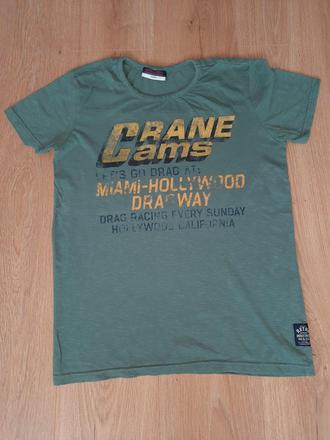 CRANE
Cams
LET'S GO DRAG AT:
MIAMI-HOLLYWOOD
DRAGWAY
DRAG RACING EVERY SUNDAY
HOLLYWOOD CALIFORNIA